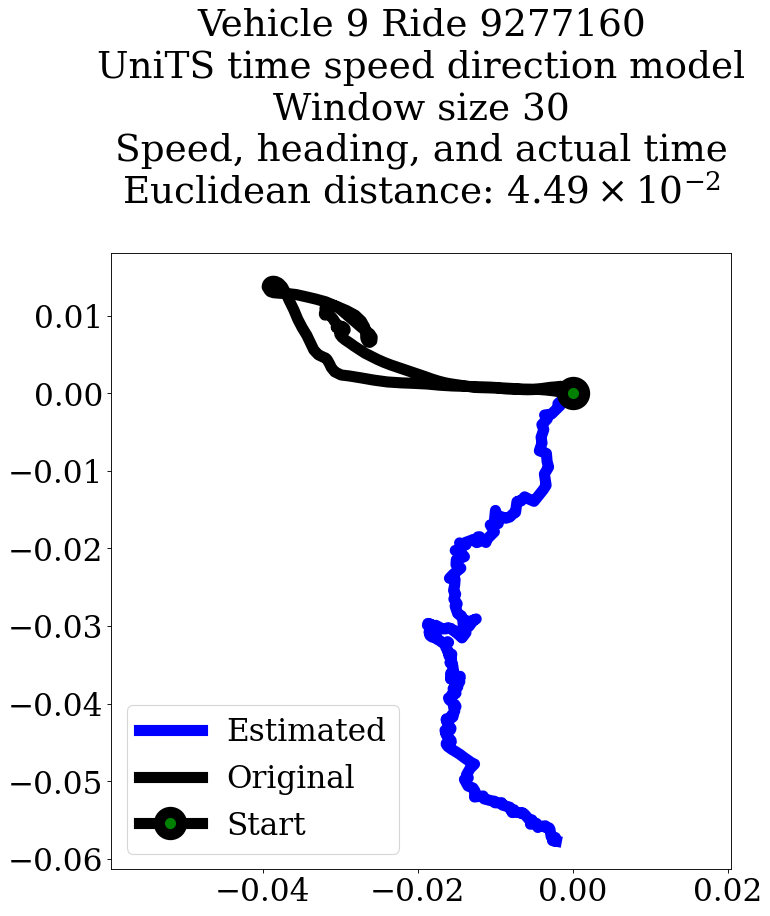 Vehicle 9 Ride 9277160
UniTS time speed direction model
Window size 30
Speed, heading, and actual time
Euclidean distance: 4.49 × 10⁻²
0.01
0.00
−0.01
−0.02
−0.03
−0.04
−0.05
−0.06
Estimated
Original
Start
−0.04 −0.02 0.00 0.02